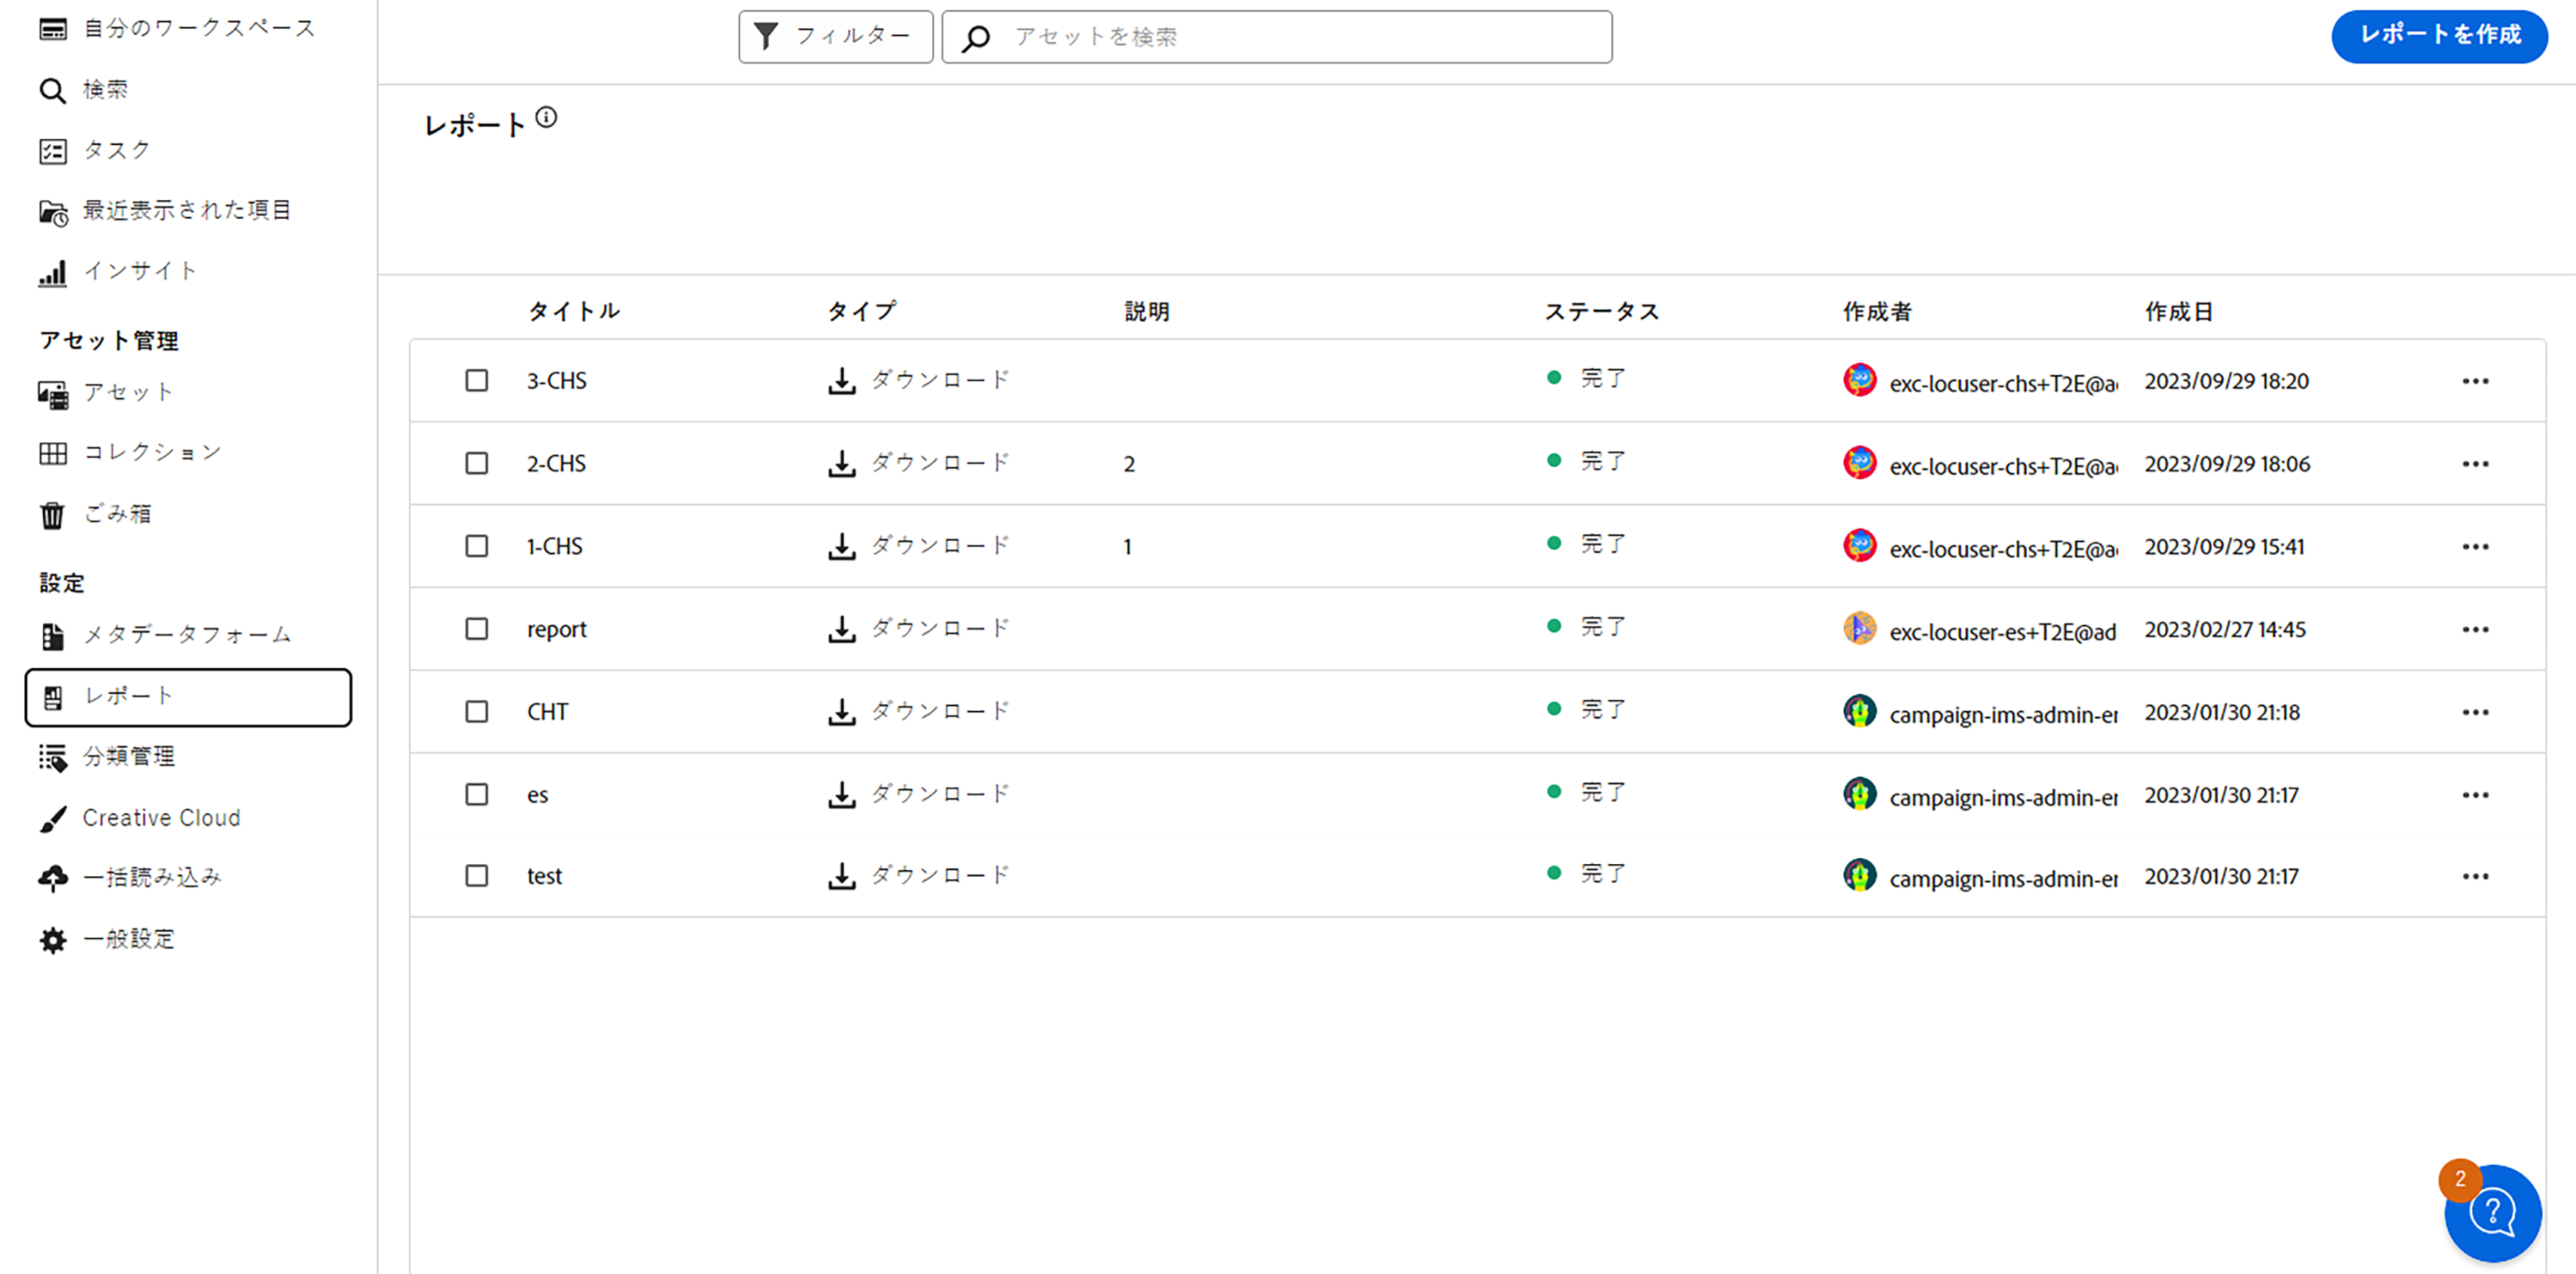 自分のワークスペース
検索
タスク
最近表示された項目
インサイト
アセット管理
アセット
コレクション
ごみ箱
設定
メタデータフォーム
レポート
分類管理
Creative Cloud
一括読み込み
一般設定
フィルター
アセットを検索
レポートを作成
レポート
タイトル タイプ 説明 ステータス 作成者 作成日
3-CHS ダウンロード 完了 exc-locuser-chs+T2E@a 2023/09/29 18:20
2-CHS ダウンロード 2 完了 exc-locuser-chs+T2E@a 2023/09/29 18:06
1-CHS ダウンロード 1 完了 exc-locuser-chs+T2E@a 2023/09/29 15:41
report ダウンロード 完了 exc-locuser-es+T2E@ad 2023/02/27 14:45
CHT ダウンロード 完了 campaign-ims-admin-e 2023/01/30 21:18
es ダウンロード 完了 campaign-ims-admin-e 2023/01/30 21:17
test ダウンロード 完了 campaign-ims-admin-e 2023/01/30 21:17
2